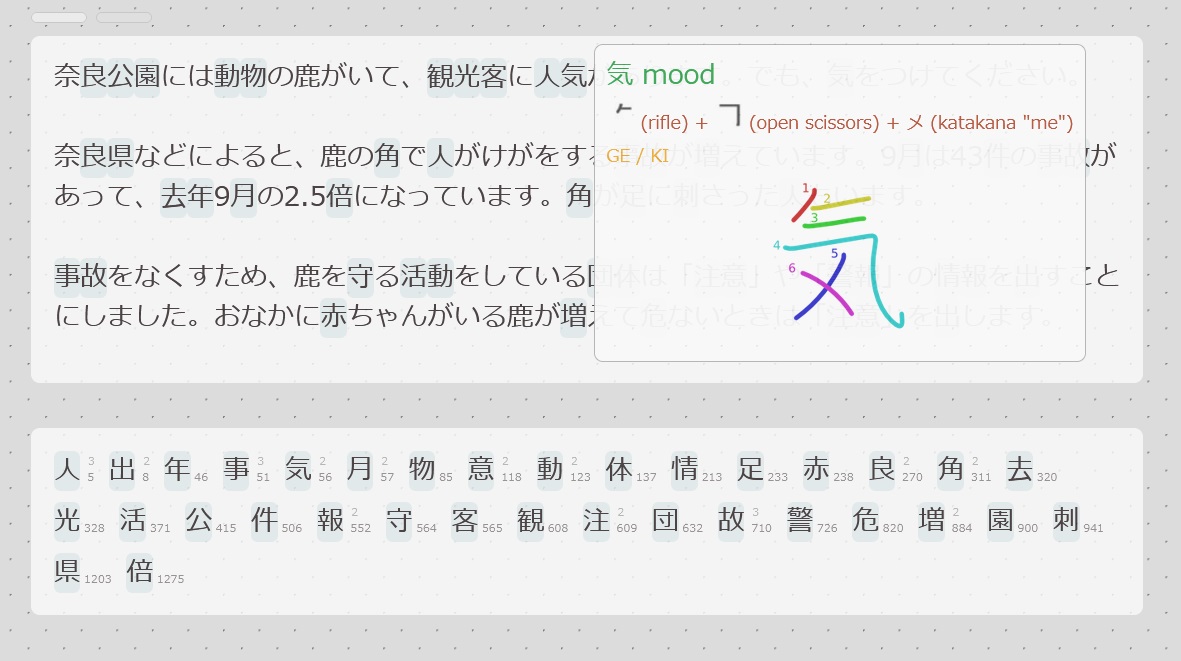 奈良公園には動物の鹿がいて、観光客に人気が。でも、気をつけてください。
気 mood
(rifle) + (open scissors) + メ (katakana "me")
GE / KI
1 2 3 4 5 6
奈良県などによると、鹿の角で人がけがをする事故が増えています。9月は43件の事故が
あって、去年9月の2.5倍になっています。角が足に刺さった人もいます。
事故をなくすため、鹿を守る活動をしている団体は「注意」や「警報」の情報を出すこと
にしました。おなかに赤ちゃんがいる鹿が増えて危ないときは「注意」を出します。
人 3 5 出 2 8 年 46 事 3 51 気 2 56 月 2 57 物 85 意 2 118 動 2 123 体 137 情 213 足 233 赤 238 良 2 270 角 2 311 去 320
光 328 活 371 公 415 件 506 報 2 552 守 564 客 565 観 608 注 2 609 団 632 故 3 710 警 726 危 820 増 2 884 園 900 刺 941
県 1203 倍 1275